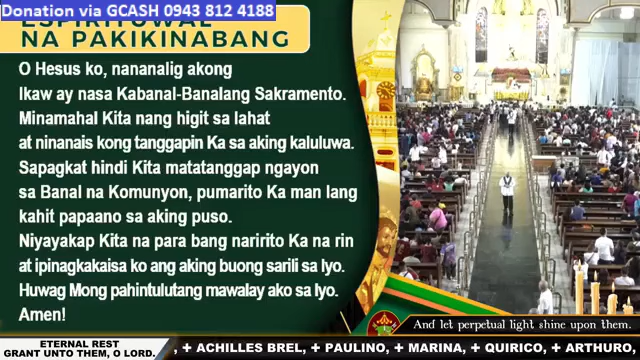 Donation via GCASH 0943 812 4188
ESPIRITUWAL
NA PAKIKINABANG
O Hesus ko, nananalig akong
Ikaw ay nasa Kabanal-Banalang Sakramento.
Minamahal Kita nang higit sa lahat
at ninanais kong tanggapin Ka sa aking kaluluwa.
Sapagkat hindi Kita matatanggap ngayon
sa Banal na Komunyon, pumarito Ka man lang
kahit papaano sa aking puso.
Niyayakap Kita na para bang naririto Ka na rin
at ipinagkakaisa ko ang aking buong sarili sa Iyo.
Huwag Mong pahintulutang mawalay ako sa Iyo.
Amen!
And let perpetual light shine upon them.
ETERNAL REST
GRANT UNTO THEM, O LORD.
, + ACHILLES BREL, + PAULINO, + MARINA, + QUIRICO, + ARTHURO,